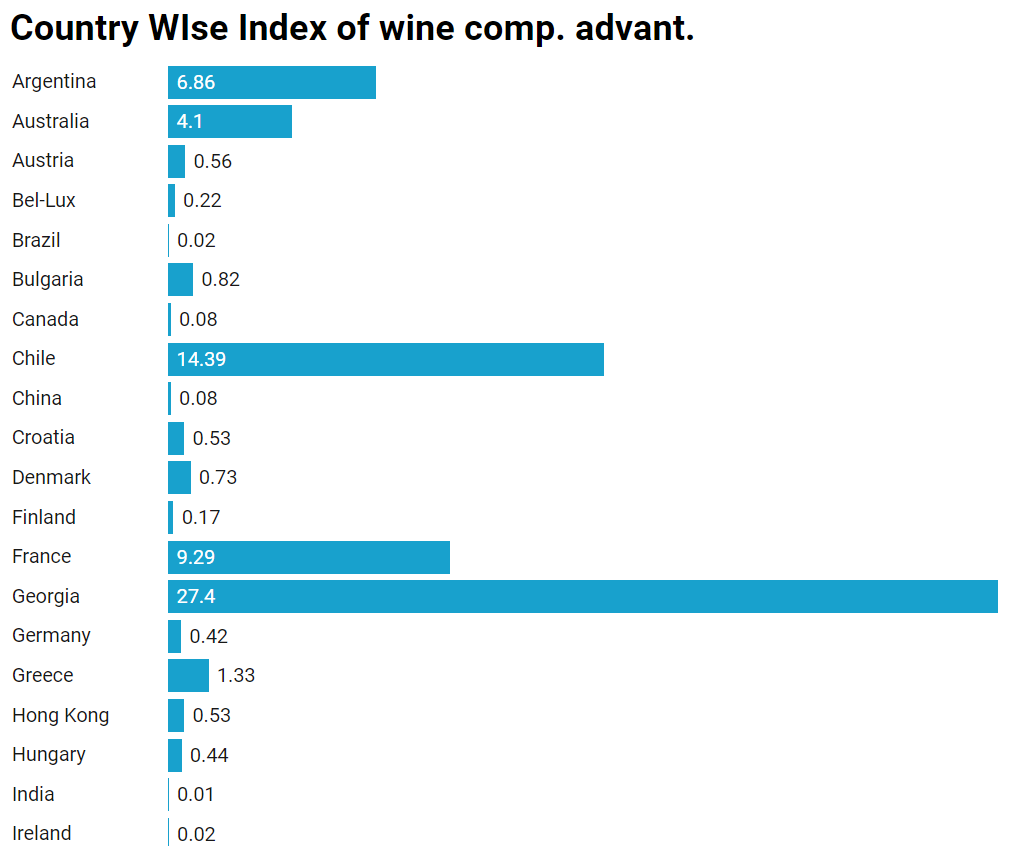 Country WIse Index of wine comp. advant.
Argentina 6.86
Australia 4.1
Austria 0.56
Bel-Lux 0.22
Brazil 0.02
Bulgaria 0.82
Canada 0.08
Chile 14.39
China 0.08
Croatia 0.53
Denmark 0.73
Finland 0.17
France 9.29
Georgia 27.4
Germany 0.42
Greece 1.33
Hong Kong 0.53
Hungary 0.44
India 0.01
Ireland 0.02